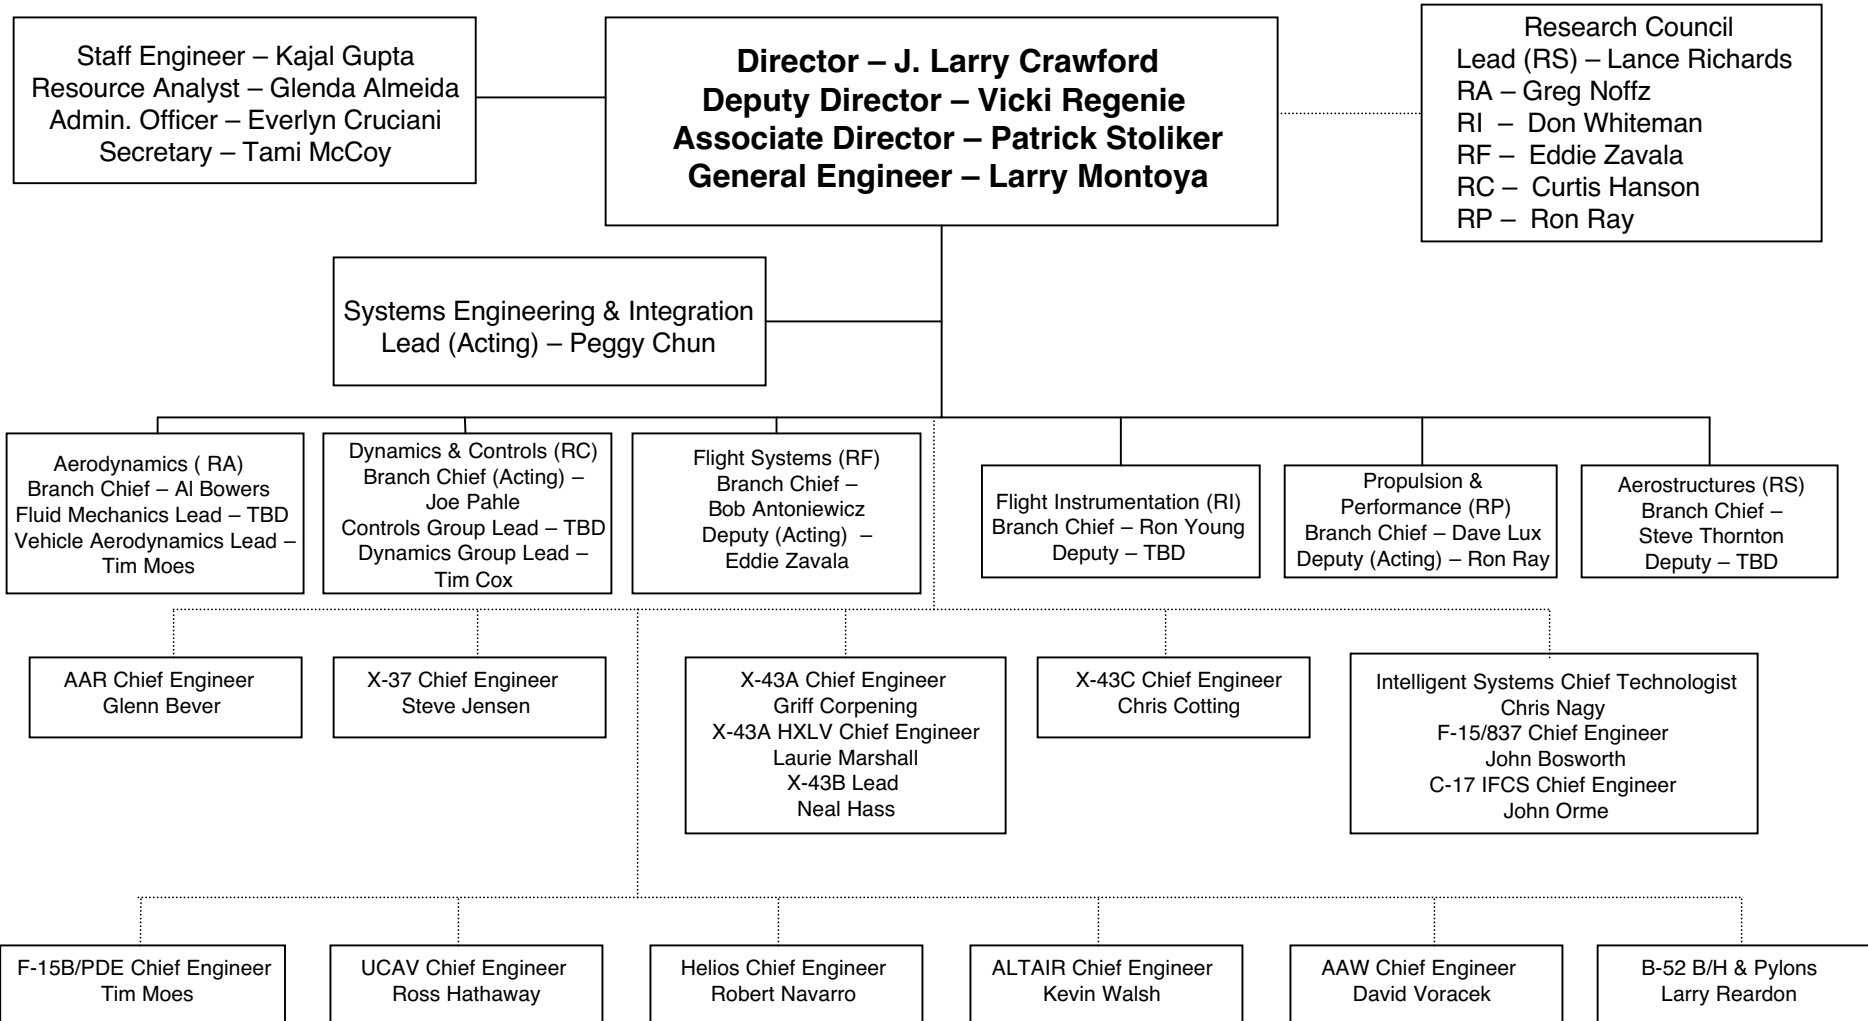 Staff Engineer – Kajal Gupta
Resource Analyst – Glenda Almeida
Admin. Officer – Everlyn Cruciani
Secretary – Tami McCoy
Director – J. Larry Crawford
Deputy Director – Vicki Regenie
Associate Director – Patrick Stoliker
General Engineer – Larry Montoya
Research Council
Lead (RS) – Lance Richards
RA – Greg Noffz
RI – Don Whiteman
RF – Eddie Zavala
RC – Curtis Hanson
RP – Ron Ray
Systems Engineering & Integration
Lead (Acting) – Peggy Chun
Aerodynamics ( RA)
Branch Chief – Al Bowers
Fluid Mechanics Lead – TBD
Vehicle Aerodynamics Lead –
Tim Moes
Dynamics & Controls (RC)
Branch Chief (Acting) –
Joe Pahle
Controls Group Lead – TBD
Dynamics Group Lead –
Tim Cox
Flight Systems (RF)
Branch Chief –
Bob Antoniewicz
Deputy (Acting) –
Eddie Zavala
Flight Instrumentation (RI)
Branch Chief – Ron Young
Deputy – TBD
Propulsion &
Performance (RP)
Branch Chief – Dave Lux
Deputy (Acting) – Ron Ray
Aerostructures (RS)
Branch Chief –
Steve Thornton
Deputy – TBD
AAR Chief Engineer
Glenn Bever
X-37 Chief Engineer
Steve Jensen
X-43A Chief Engineer
Griff Corpening
X-43A HXLV Chief Engineer
Laurie Marshall
X-43B Lead
Neal Hass
X-43C Chief Engineer
Chris Cotting
Intelligent Systems Chief Technologist
Chris Nagy
F-15/837 Chief Engineer
John Bosworth
C-17 IFCS Chief Engineer
John Orme
F-15B/PDE Chief Engineer
Tim Moes
UCAV Chief Engineer
Ross Hathaway
Helios Chief Engineer
Robert Navarro
ALTAIR Chief Engineer
Kevin Walsh
AAW Chief Engineer
David Voracek
B-52 B/H & Pylons
Larry Reardon